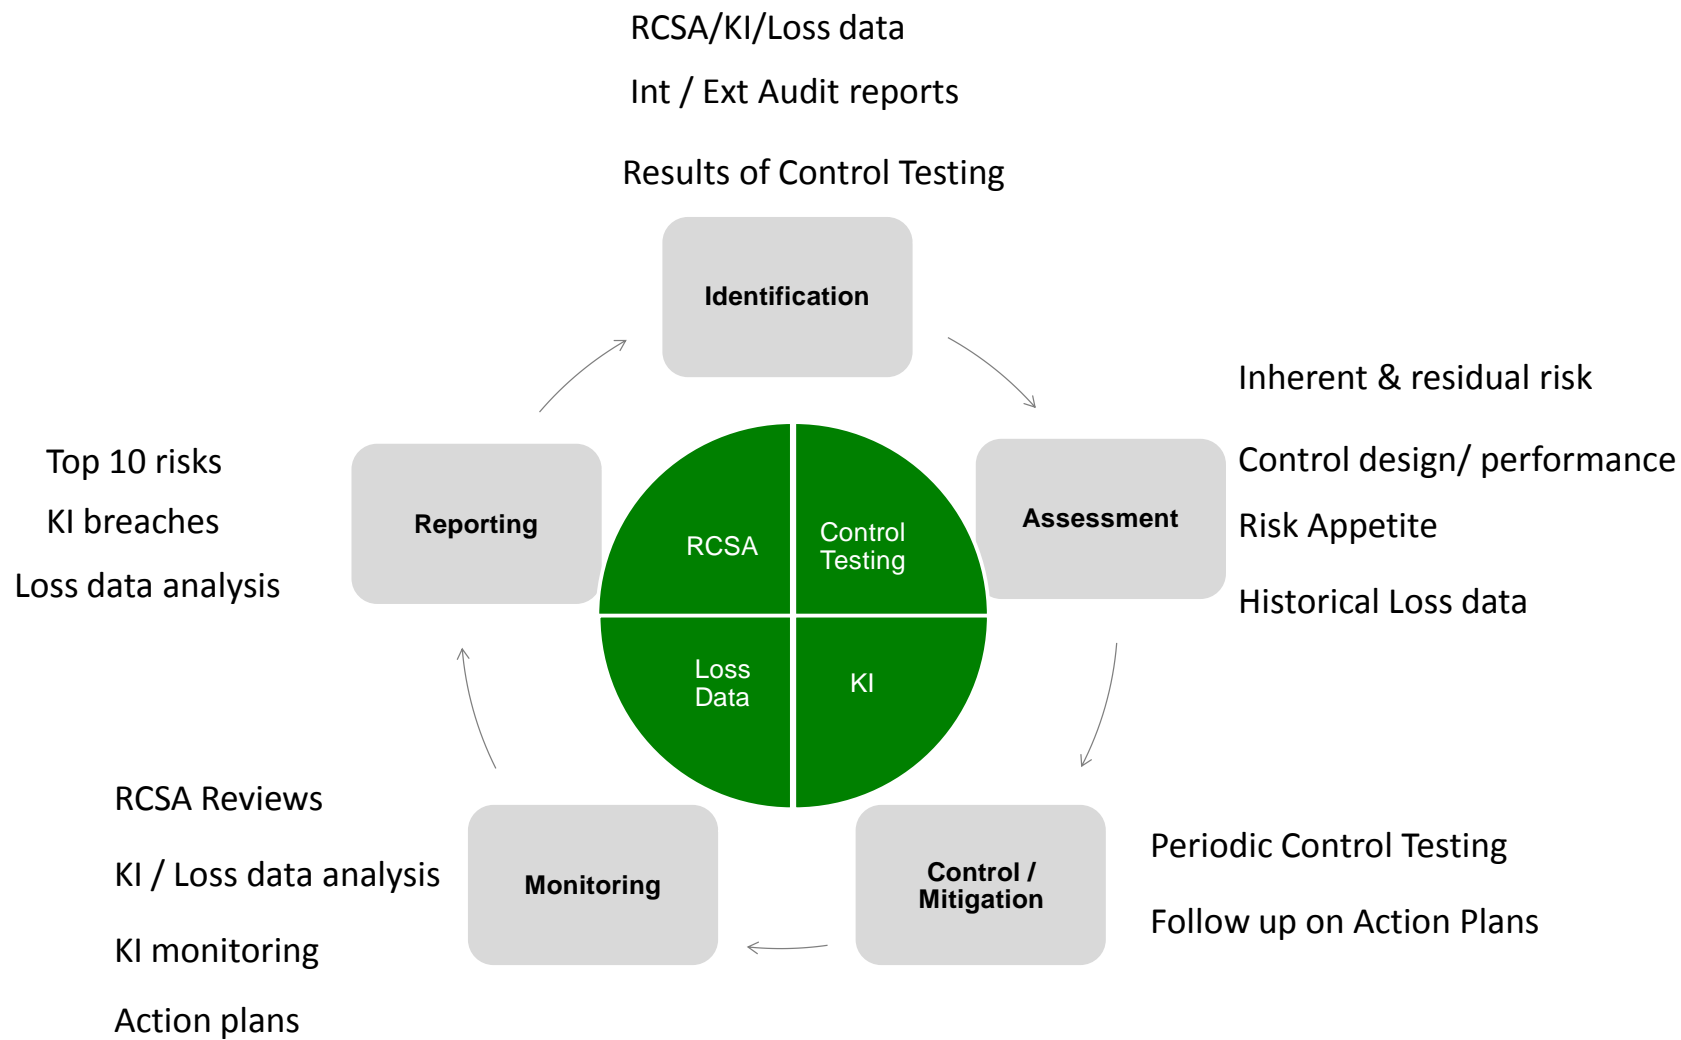 RCSA/KI/Loss data
Int / Ext Audit reports
Results of Control Testing
Identification
Inherent & residual risk
Control design/ performance
Risk Appetite
Historical Loss data
Assessment
Top 10 risks
KI breaches
Loss data analysis
Reporting
RCSA
Control
Testing
Loss
Data
KI
RCSA Reviews
KI / Loss data analysis
KI monitoring
Action plans
Monitoring
Control /
Mitigation
Periodic Control Testing
Follow up on Action Plans